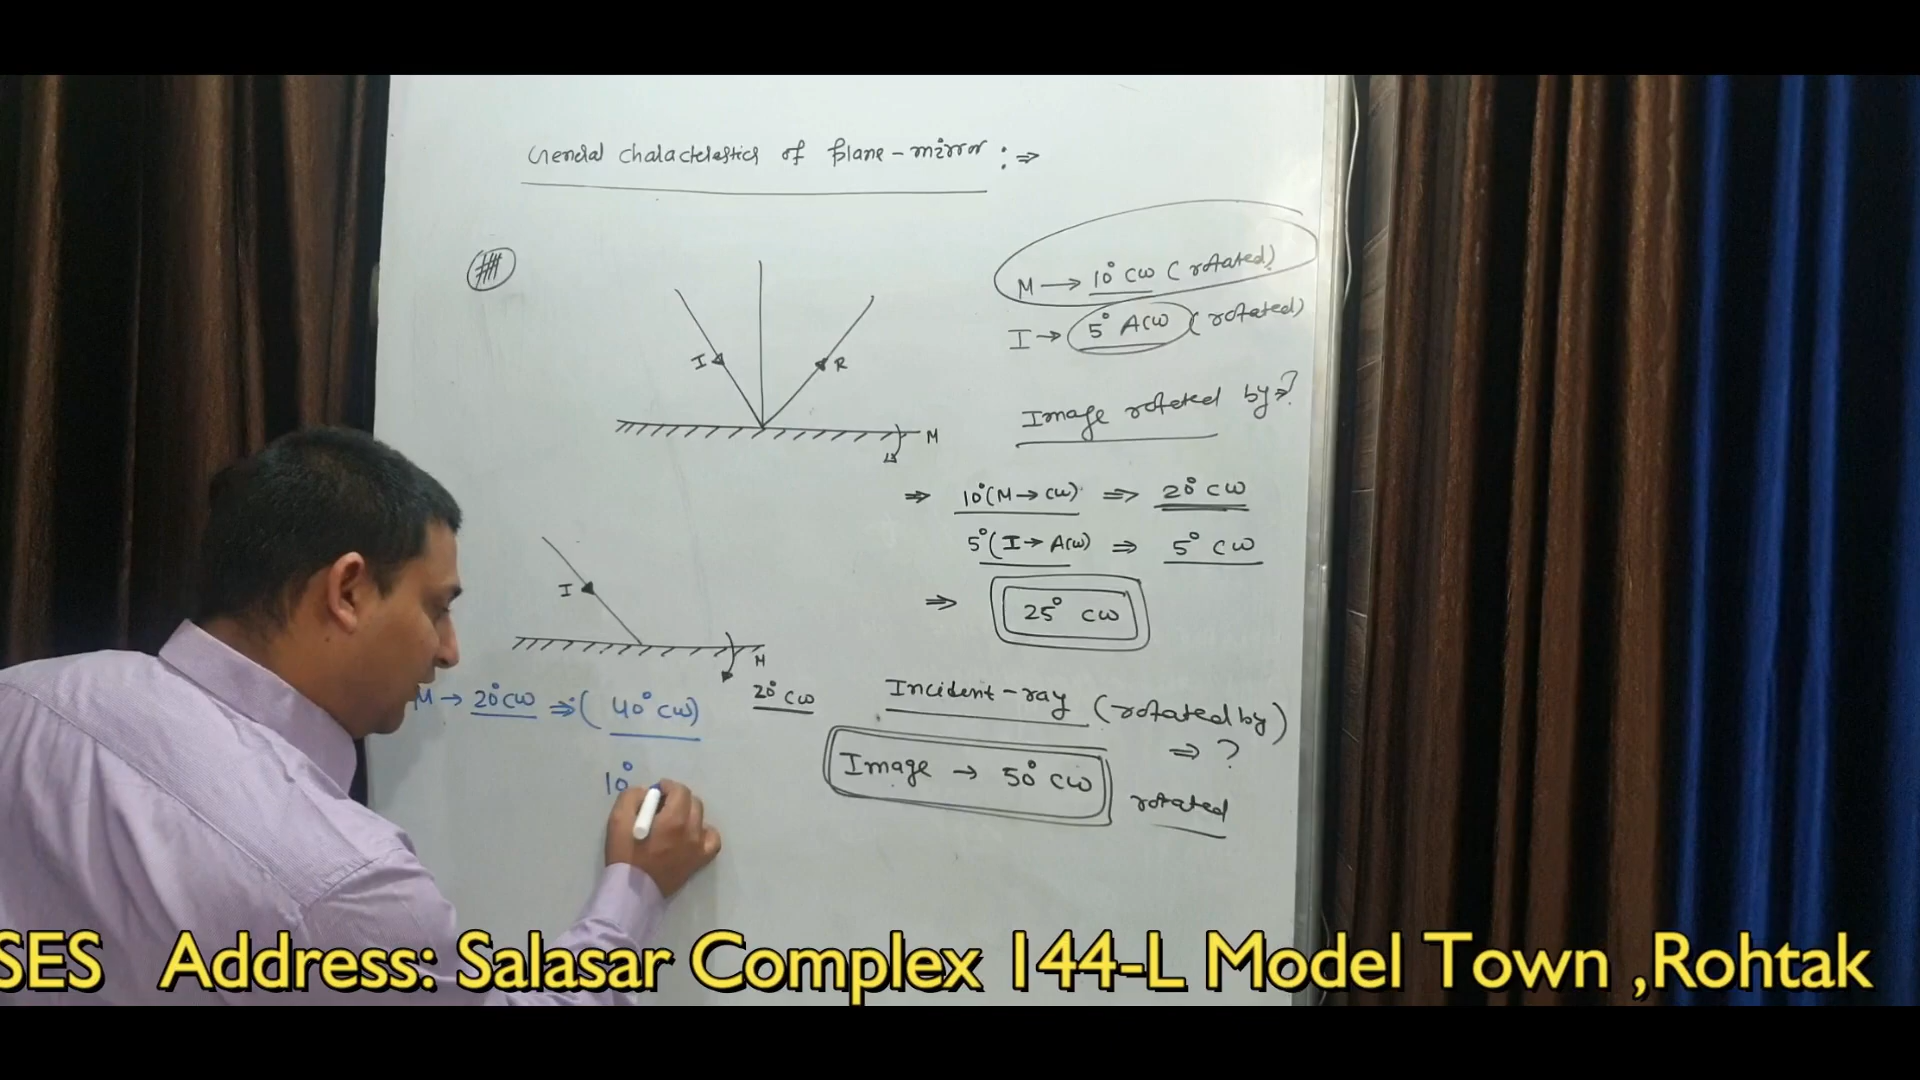 General characteristics of plane-mirror : ⇒
M → 10° CW (rotated)
I → 5° ACW (rotated)
I
R
M
Image rotated by ⇒ ?
⇒ 10° (M → CW) ⇒ 20° CW
5° (I → ACW) ⇒ 5° CW
⇒ 25° CW
I
M
20° CW
M → 20° CW ⇒ (40° CW)
10°
Incident-ray (rotated by)
⇒ ?
Image → 50° CW rotated
SES Address: Salasar Complex 144-L Model Town ,Rohtak